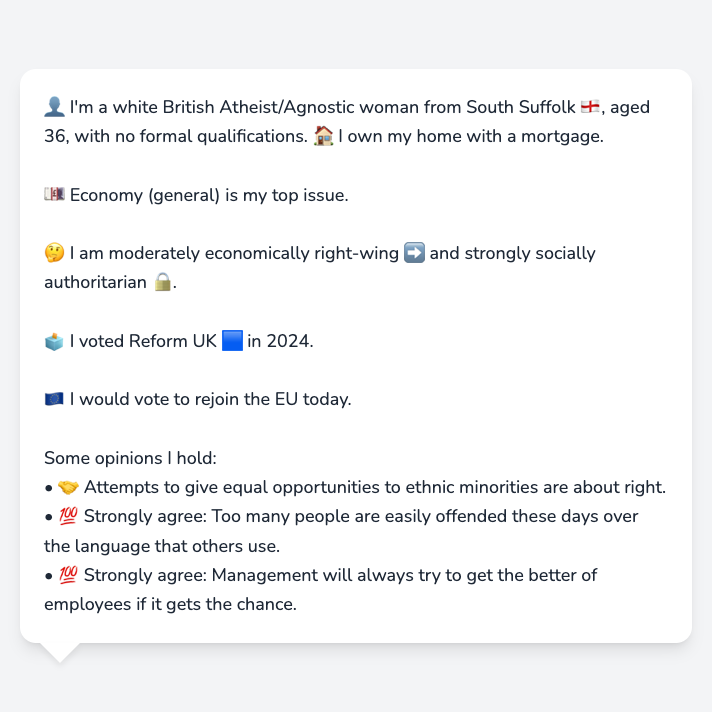 👤 I'm a white British Atheist/Agnostic woman from South Suffolk 🏴󠁧󠁢󠁥󠁮󠁧󠁿, aged
36, with no formal qualifications. 🏠 I own my home with a mortgage.
💷 Economy (general) is my top issue.
🤔 I am moderately economically right-wing ➡️ and strongly socially
authoritarian 🔒.
🗳️ I voted Reform UK 🟦 in 2024.
🇪🇺 I would vote to rejoin the EU today.
Some opinions I hold:
• 🤝 Attempts to give equal opportunities to ethnic minorities are about right.
• 💯 Strongly agree: Too many people are easily offended these days over
the language that others use.
• 💯 Strongly agree: Management will always try to get the better of
employees if it gets the chance.